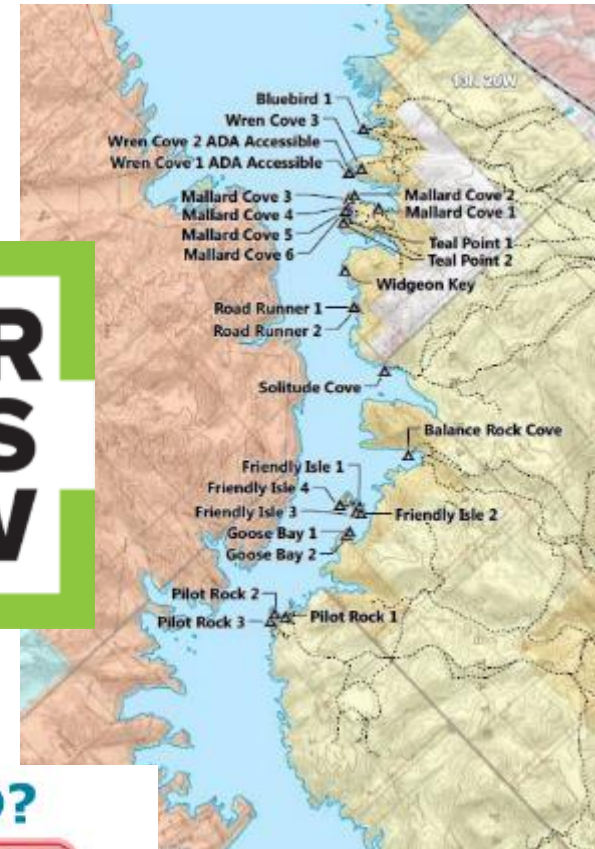 Bluebird 1
Wren Cove 3
Wren Cove 2 ADA Accessible
Wren Cove 1 ADA Accessible
Mallard Cove 3
Mallard Cove 2
Mallard Cove 4
Mallard Cove 1
Mallard Cove 5
Teal Point 1
Mallard Cove 6
Teal Point 2
Widgeon Key
Road Runner 1
Road Runner 2
Solitude Cove
Balance Rock Cove
Friendly Isle 1
Friendly Isle 4
Friendly Isle 3
Friendly Isle 2
Goose Bay 1
Goose Bay 2
Pilot Rock 2
Pilot Rock 1
Pilot Rock 3
R
S
W
?